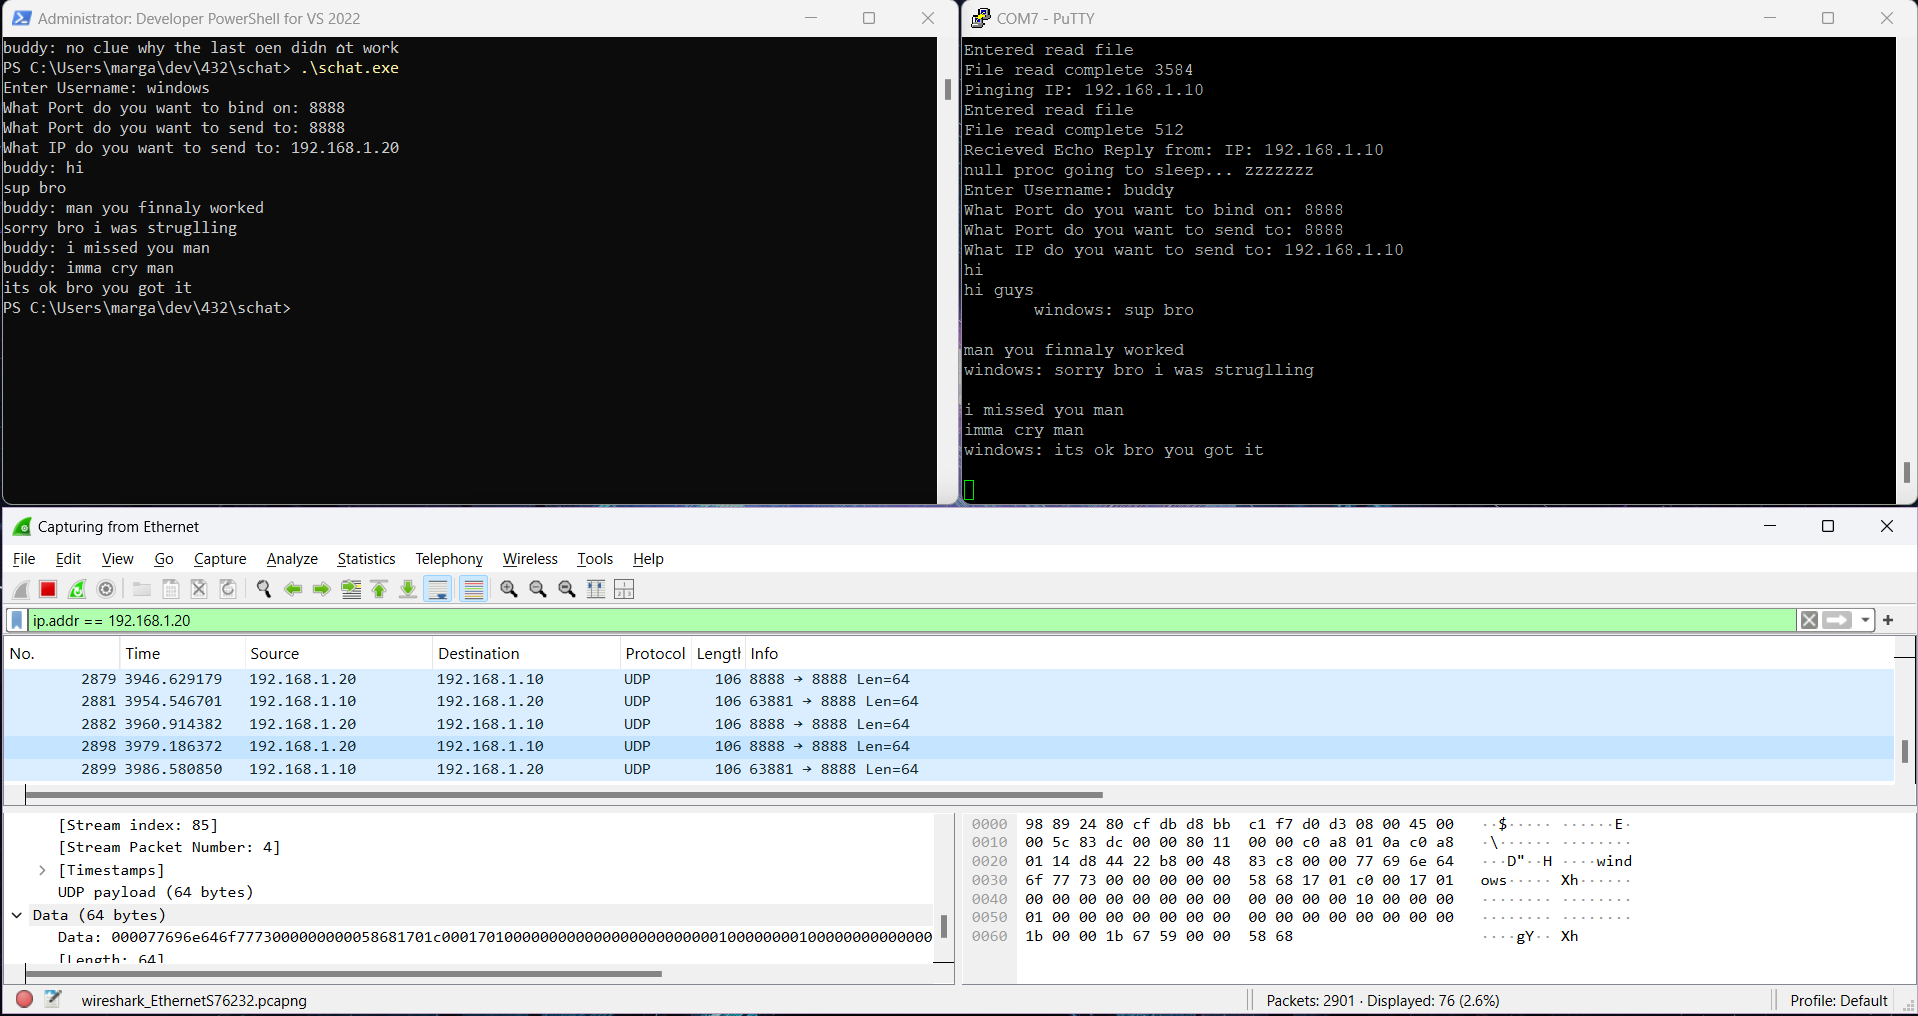 Administrator: Developer PowerShell for VS 2022
buddy: no clue why the last oen didn ot work
PS C:\Users\marga\dev\432\schat> .\schat.exe
Enter Username: windows
What Port do you want to bind on: 8888
What Port do you want to send to: 8888
What IP do you want to send to: 192.168.1.20
buddy: hi
sup bro
buddy: man you finnaly worked
sorry bro i was struglling
buddy: i missed you man
buddy: imma cry man
its ok bro you got it
PS C:\Users\marga\dev\432\schat>
COM7 - PuTTY
Entered read file
File read complete 3584
Pinging IP: 192.168.1.10
Entered read file
File read complete 512
Recieved Echo Reply from: IP: 192.168.1.10
null proc going to sleep... zzzzzzz
Enter Username: buddy
What Port do you want to bind on: 8888
What Port do you want to send to: 8888
What IP do you want to send to: 192.168.1.10
hi
hi guys
windows: sup bro
man you finnaly worked
windows: sorry bro i was struglling
i missed you man
imma cry man
windows: its ok bro you got it
Capturing from Ethernet
File Edit View Go Capture Analyze Statistics Telephony Wireless Tools Help
ip.addr == 192.168.1.20
No. Time Source Destination Protocol Length Info
2879 3946.629179 192.168.1.20 192.168.1.10 UDP 106 8888 → 8888 Len=64
2881 3954.546701 192.168.1.10 192.168.1.20 UDP 106 63881 → 8888 Len=64
2882 3960.914382 192.168.1.20 192.168.1.10 UDP 106 8888 → 8888 Len=64
2898 3979.186372 192.168.1.20 192.168.1.10 UDP 106 8888 → 8888 Len=64
2899 3986.580850 192.168.1.10 192.168.1.20 UDP 106 63881 → 8888 Len=64
[Stream index: 85]
[Stream Packet Number: 4]
[Timestamps]
UDP payload (64 bytes)
Data (64 bytes)
Data: 000077696e646f77730000000000058681701c00017010000000000000000000000001000000001000000000000
[Length: 64]
0000 98 89 24 80 cf db d8 bb c1 f7 d0 d3 08 00 45 00 ··$····· ······E·
0010 00 5c 83 dc 00 00 80 11 00 00 c0 a8 01 0a c0 a8 ·\······ ········
0020 01 14 d8 44 22 b8 00 48 83 c8 00 00 77 69 6e 64 ···D"··H ····wind
0030 6f 77 73 00 00 00 00 00 58 68 17 01 c0 00 17 01 ows····· Xh······
0040 00 00 00 00 00 00 00 00 00 00 00 00 10 00 00 00 ········ ········
0050 01 00 00 00 00 00 00 00 00 00 00 00 00 00 00 00 ········ ········
0060 1b 00 00 1b 67 59 00 00 58 68 ····gY·· Xh
wireshark_EthernetS76232.pcapng
Packets: 2901 · Displayed: 76 (2.6%)
Profile: Default